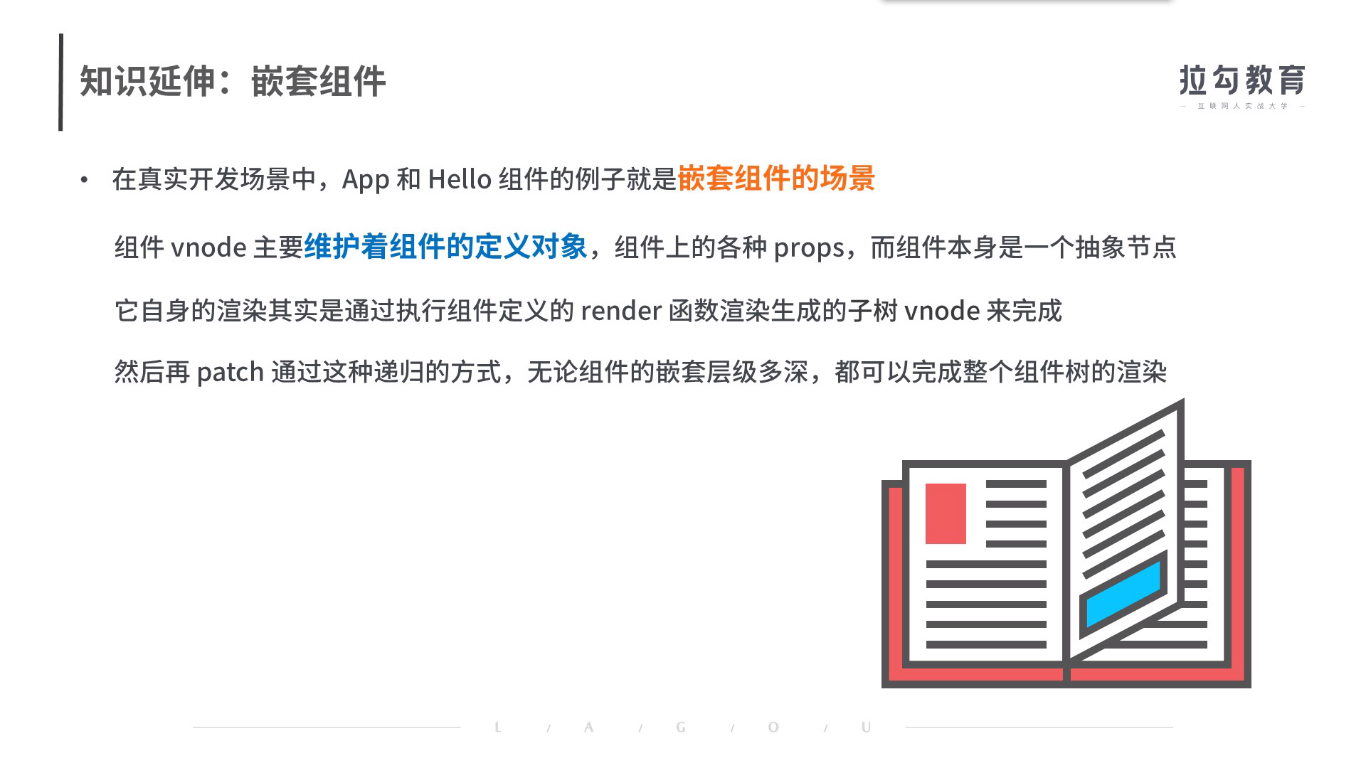 知识延伸：嵌套组件
拉勾教育
互联网人实战大学
• 在真实开发场景中，App 和 Hello 组件的例子就是嵌套组件的场景
组件 vnode 主要维护着组件的定义对象，组件上的各种 props，而组件本身是一个抽象节点
它自身的渲染其实是通过执行组件定义的 render 函数渲染生成的子树 vnode 来完成
然后再 patch 通过这种递归的方式，无论组件的嵌套层级多深，都可以完成整个组件树的渲染
L / A / G / O / U